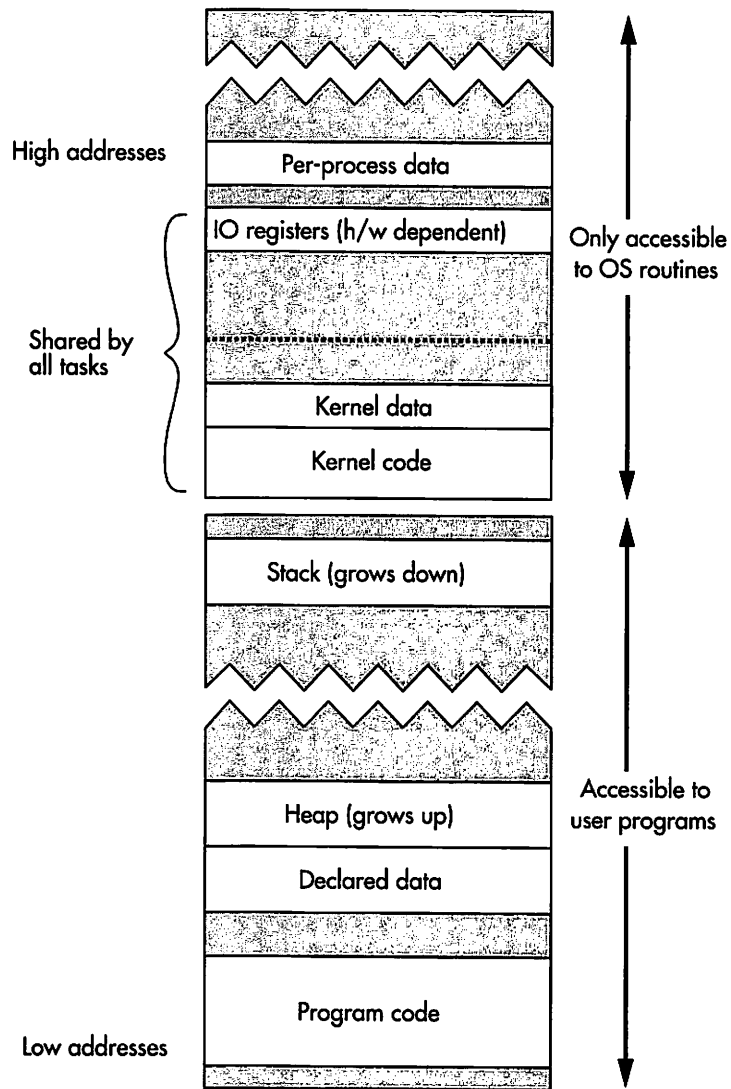 High addresses
Per-process data
IO registers (h/w dependent)
Only accessible
to OS routines
Shared by
all tasks
Kernel data
Kernel code
Stack (grows down)
Heap (grows up)
Accessible to
user programs
Declared data
Program code
Low addresses